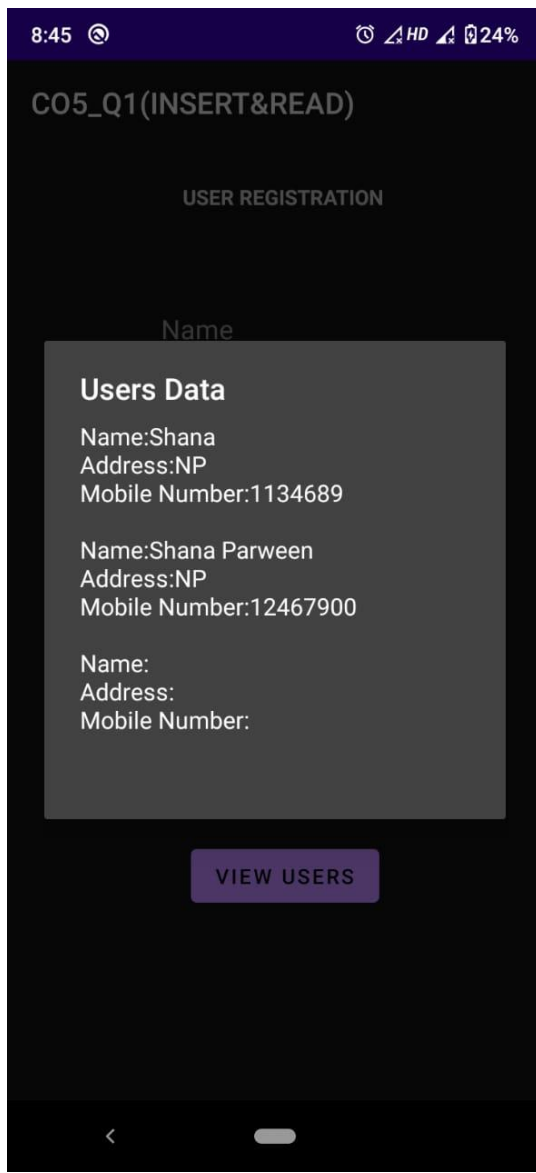 8:45 HD 24%
CO5_Q1(INSERT&READ)
USER REGISTRATION
Name
Users Data
Name:Shana
Address:NP
Mobile Number:1134689
Name:Shana Parween
Address:NP
Mobile Number:12467900
Name:
Address:
Mobile Number:
VIEW USERS